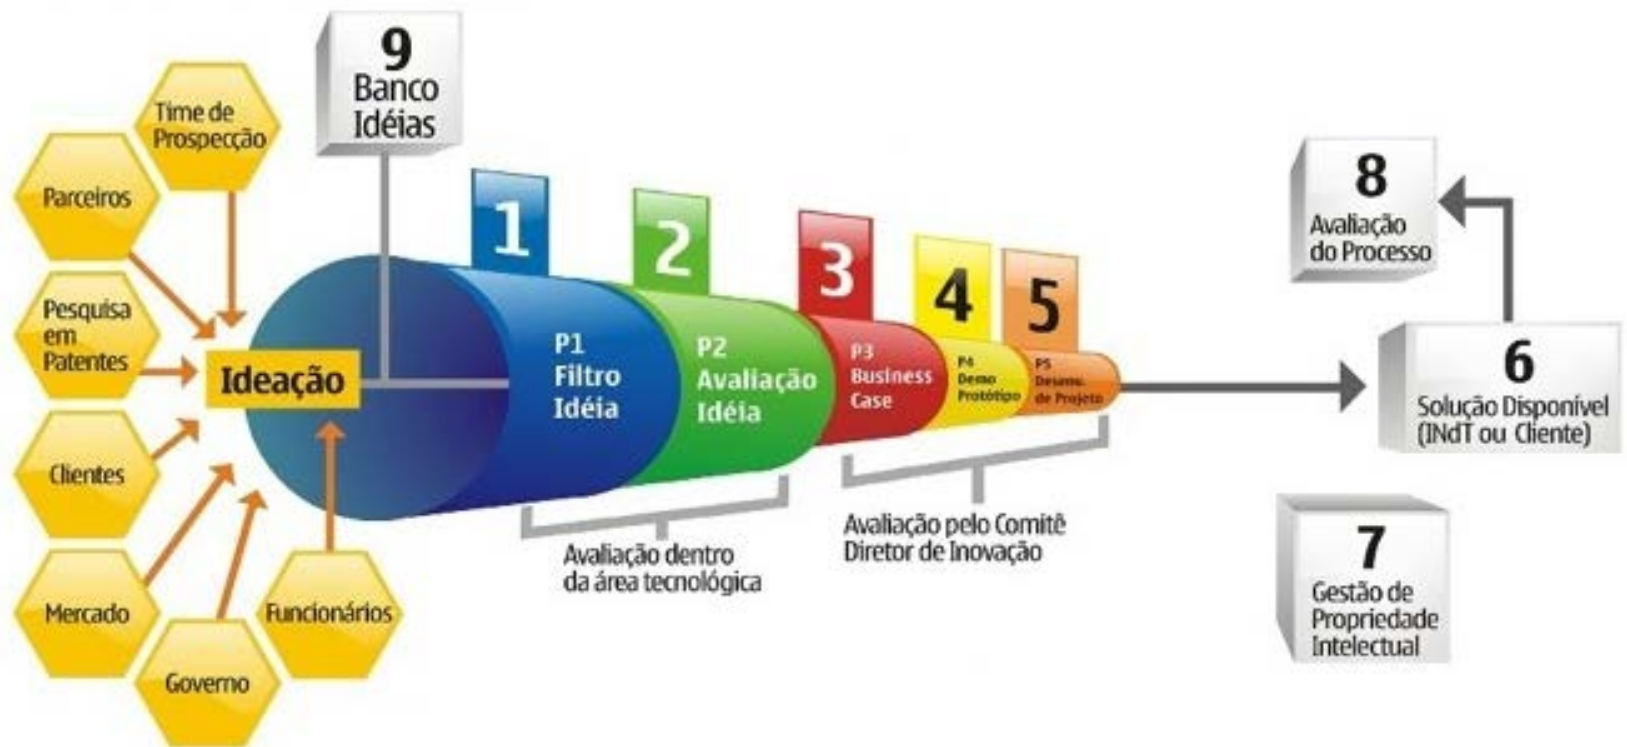 Time de
Prospecção
Parceiros
Pesquisa
em
Patentes
Clientes
Mercado
Governo
Funcionários
Ideação
9
Banco
Idéias
1
P1
Filtro
Idéia
2
P2
Avaliação
Idéia
3
P3
Business
Case
4
P4
Demo
Protótipo
5
P5
Desenv.
de Projeto
Avaliação dentro
da área tecnológica
Avaliação pelo Comitê
Diretor de Inovação
8
Avaliação
do Processo
6
Solução Disponível
(INdT ou Cliente)
7
Gestão de
Propriedade
Intelectual